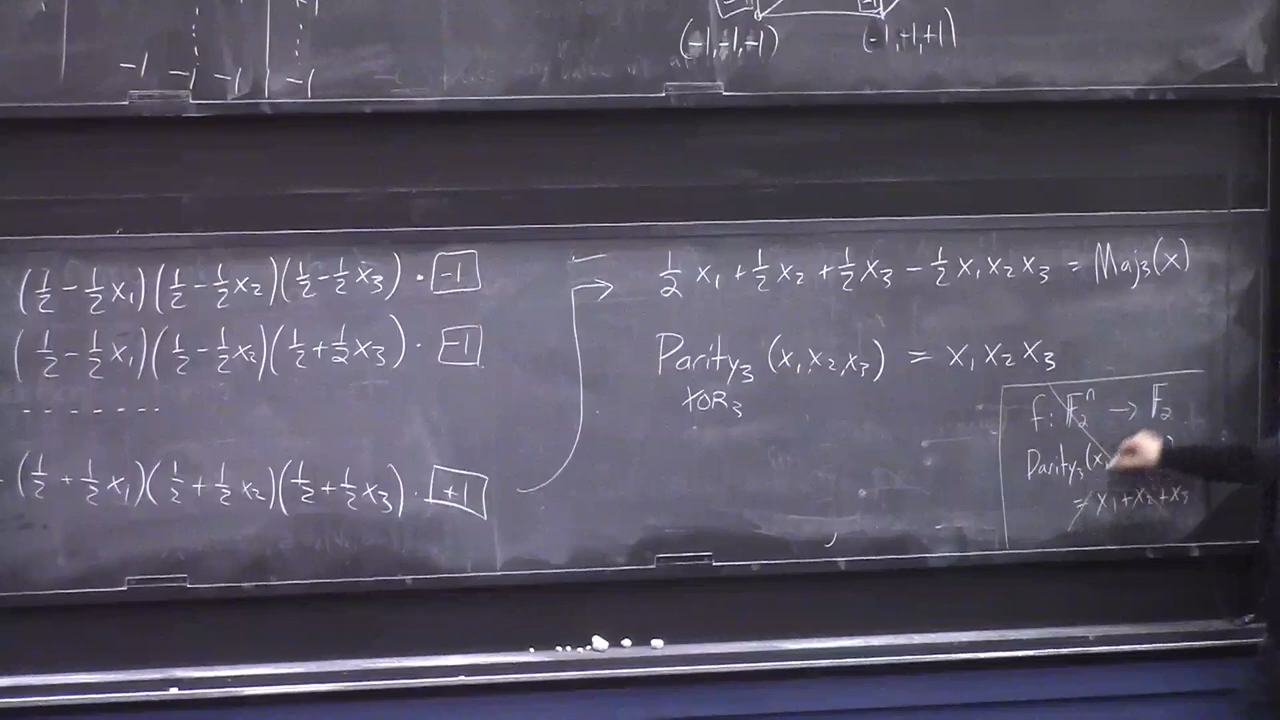 -1 -1 -1 -1
(-1,-1,-1) (-1,+1,+1)
(½ - ½x₁)(½ - ½x₂)(½ - ½x₃) · -1
(½ - ½x₁)(½ - ½x₂)(½ + ½x₃) · -1
- - - - - - -
(½ + ½x₁)(½ + ½x₂)(½ + ½x₃) · +1
→ ½x₁ + ½x₂ + ½x₃ - ½x₁x₂x₃ = Maj₃(x)
Parity₃(x₁,x₂,x₃) = x₁x₂x₃
XOR₃
f: 𝔽₂ⁿ → 𝔽₂
Parity₃(x
= x₁+x₂+x₃